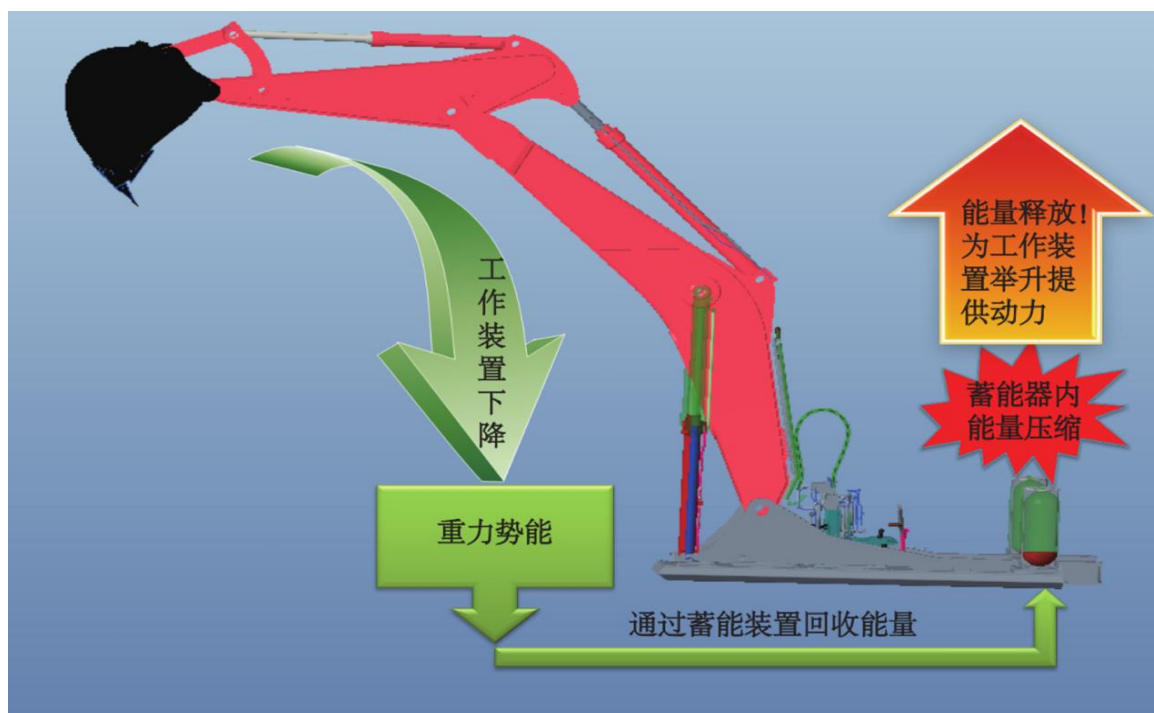 工作装置下降
重力势能
通过蓄能装置回收能量
蓄能器内
能量压缩
能量释放!
为工作装
置举升提
供动力